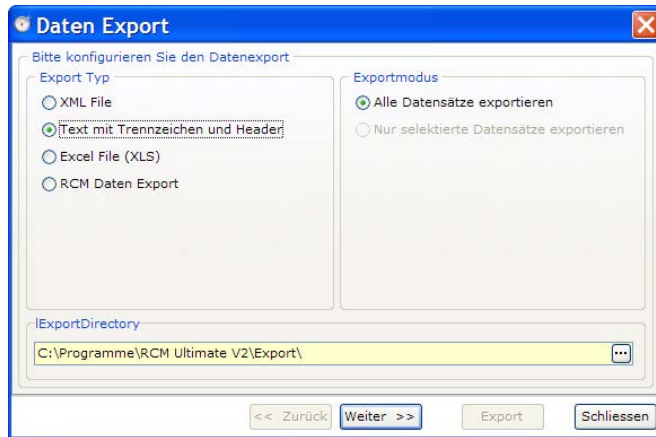 Daten Export
Bitte konfigurieren Sie den Datenexport
Export Typ
XML File
Text mit Trennzeichen und Header
Excel File (XLS)
RCM Daten Export
Exportmodus
Alle Datensätze exportieren
Nur selektierte Datensätze exportieren
lExportDirectory
C:\Programme\RCM Ultimate V2\Export\
...
<< Zurück
Weiter >>
Export
Schliessen